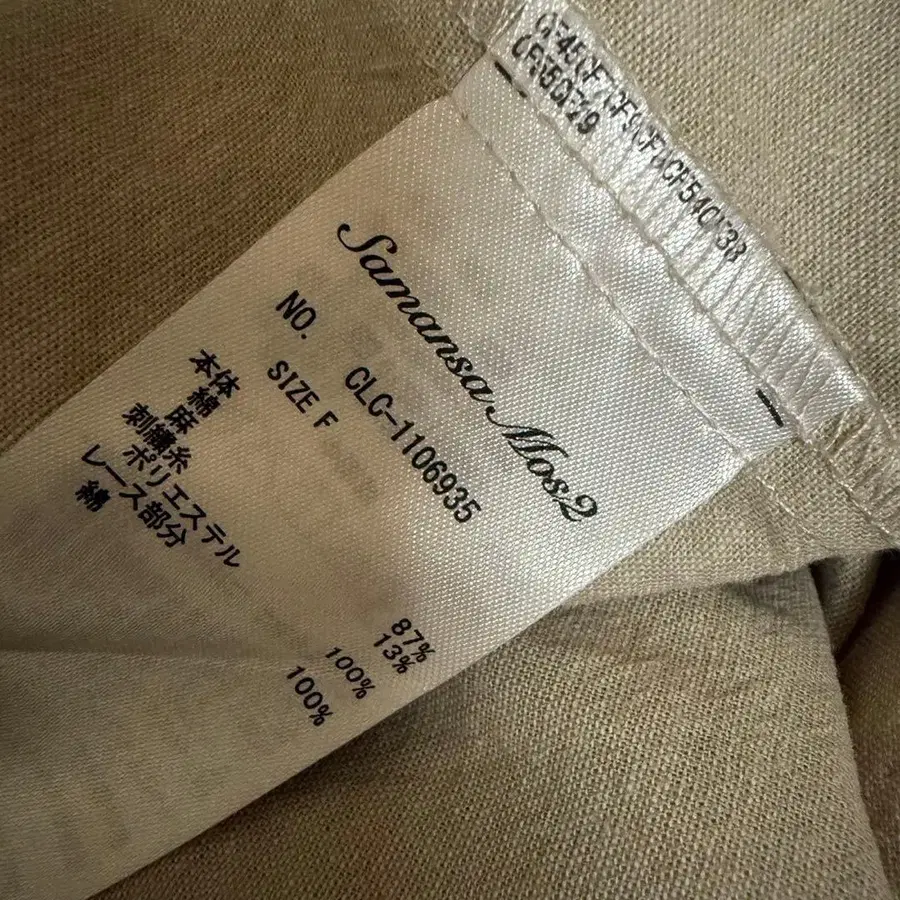 Samansa Mos2
NO. CLC-1106935
SIZE F
本体
綿 87%
麻 13%
刺繍糸
ポリエステル 100%
レース部分
綿 100%